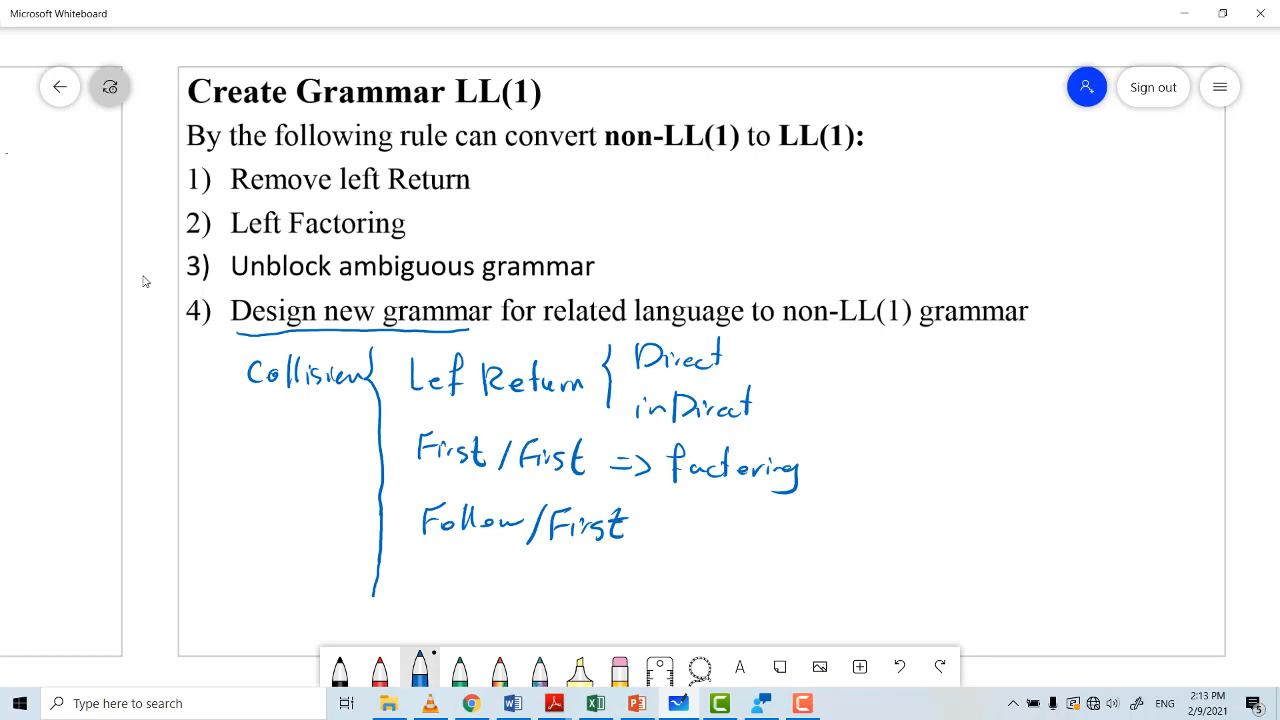 Microsoft Whiteboard
Sign out
Create Grammar LL(1)
By the following rule can convert non-LL(1) to LL(1):
1) Remove left Return
2) Left Factoring
3) Unblock ambiguous grammar
4) Design new grammar for related language to non-LL(1) grammar
Collision { Lef Return { Direct
inDirect
First/First => factoring
Follow/First
A
Type here to search
ENG
2:13 PM
2/9/2021
5